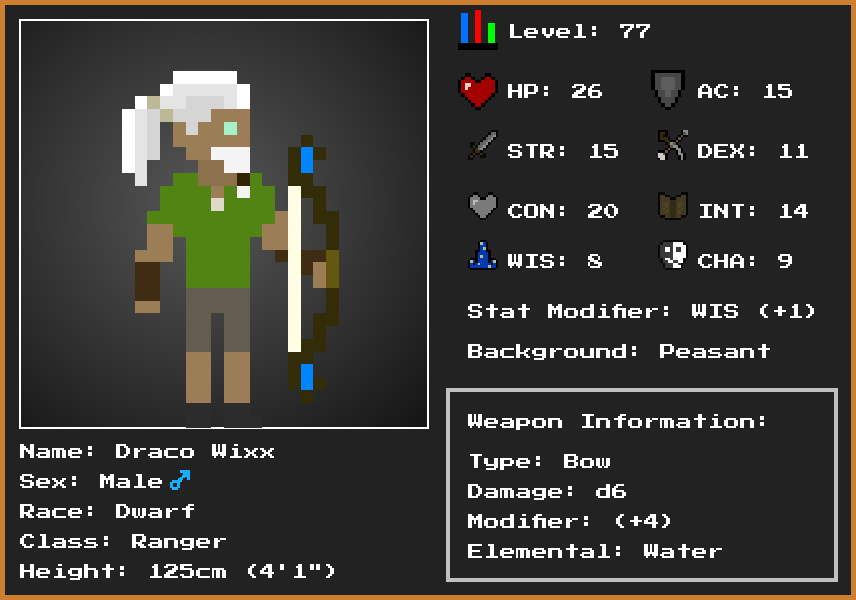 Level: 77
HP: 26
AC: 15
STR: 15
DEX: 11
CON: 20
INT: 14
WIS: 8
CHA: 9
Stat Modifier: WIS (+1)
Background: Peasant
Weapon Information:
Type: Bow
Damage: d6
Modifier: (+4)
Elemental: Water
Name: Draco Wixx
Sex: Male♂
Race: Dwarf
Class: Ranger
Height: 125cm (4'1")